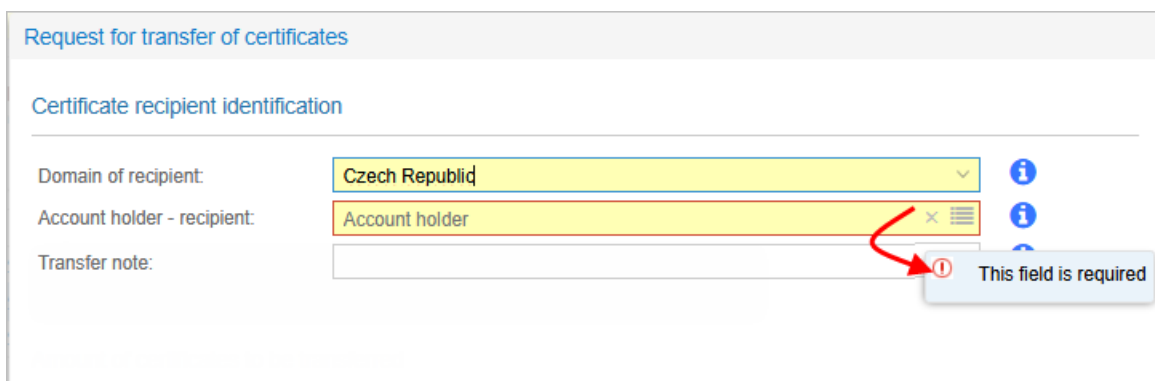 Request for transfer of certificates
Certificate recipient identification
Domain of recipient: Czech Republic
Account holder - recipient: Account holder
Transfer note:
This field is required